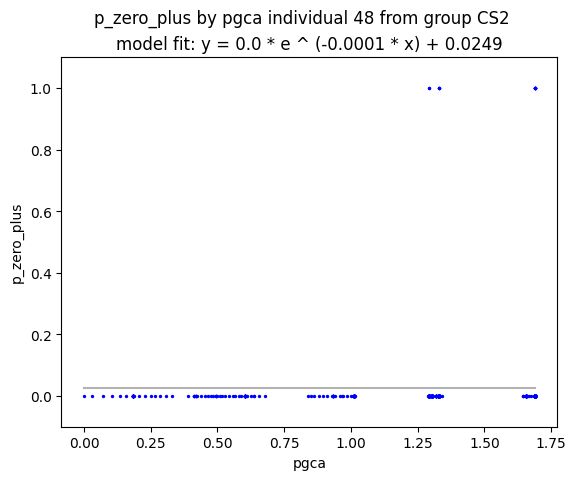 p_zero_plus by pgca individual 48 from group CS2
model fit: y = 0.0 * e ^ (-0.0001 * x) + 0.0249
1.0
0.8
0.6
0.4
0.2
0.0
p_zero_plus
0.00 0.25 0.50 0.75 1.00 1.25 1.50 1.75
pgca